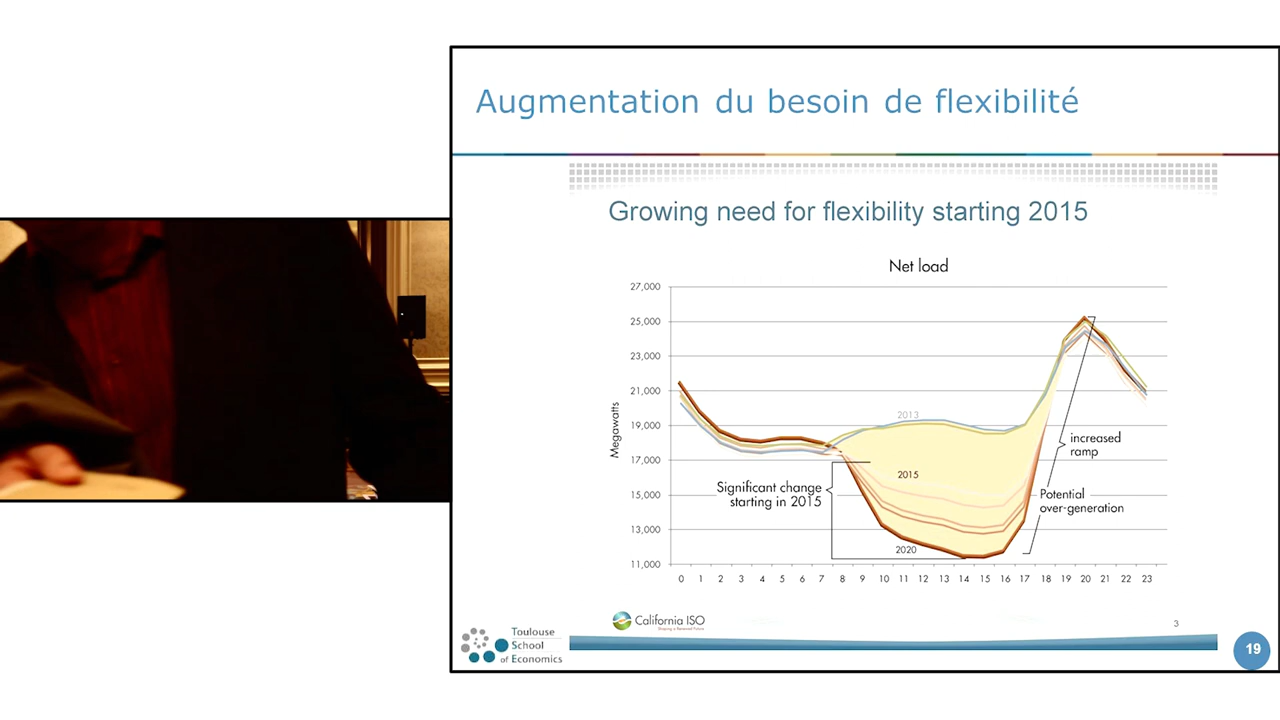 Augmentation du besoin de flexibilité
Growing need for flexibility starting 2015
Net load
27,000
25,000
23,000
21,000
19,000
17,000
15,000
13,000
11,000
Megawatts
2013
2015
2020
Significant change
starting in 2015
increased
ramp
Potential
over-generation
0 1 2 3 4 5 6 7 8 9 10 11 12 13 14 15 16 17 18 19 20 21 22 23
California ISO
Shaping a Renewed Future
3
Toulouse
School
of Economics
19